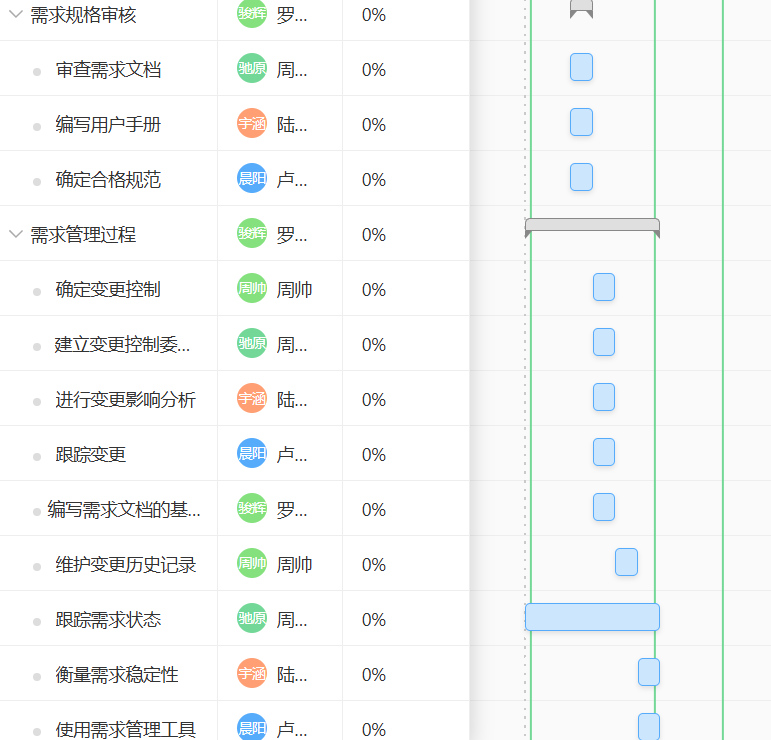 需求规格审核 骏辉 罗... 0%
审查需求文档 驰原 周... 0%
编写用户手册 宇涵 陆... 0%
确定合格规范 晨阳 卢... 0%
需求管理过程 骏辉 罗... 0%
确定变更控制 周帅 周帅 0%
建立变更控制委... 驰原 周... 0%
进行变更影响分析 宇涵 陆... 0%
跟踪变更 晨阳 卢... 0%
编写需求文档的基... 骏辉 罗... 0%
维护变更历史记录 周帅 周帅 0%
跟踪需求状态 驰原 周... 0%
衡量需求稳定性 宇涵 陆... 0%
使用需求管理工具 晨阳 卢... 0%